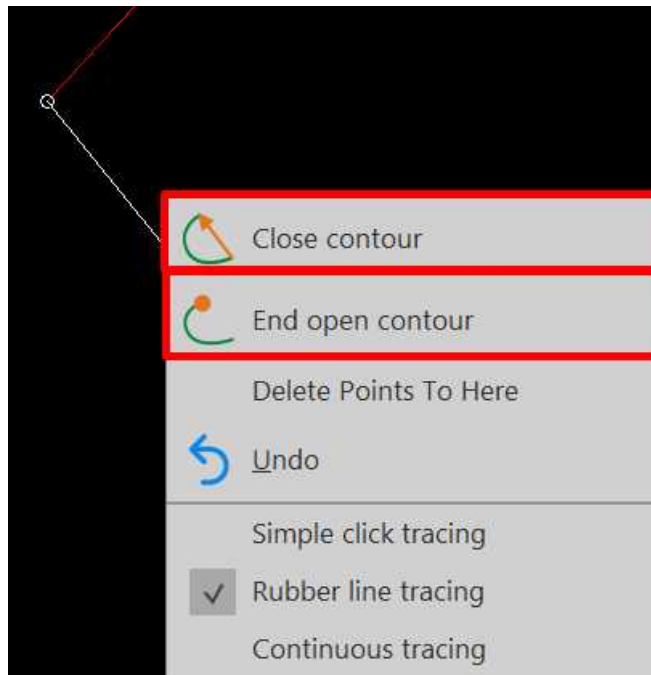 Close contour
End open contour
Delete Points To Here
Undo
Simple click tracing
Rubber line tracing
Continuous tracing